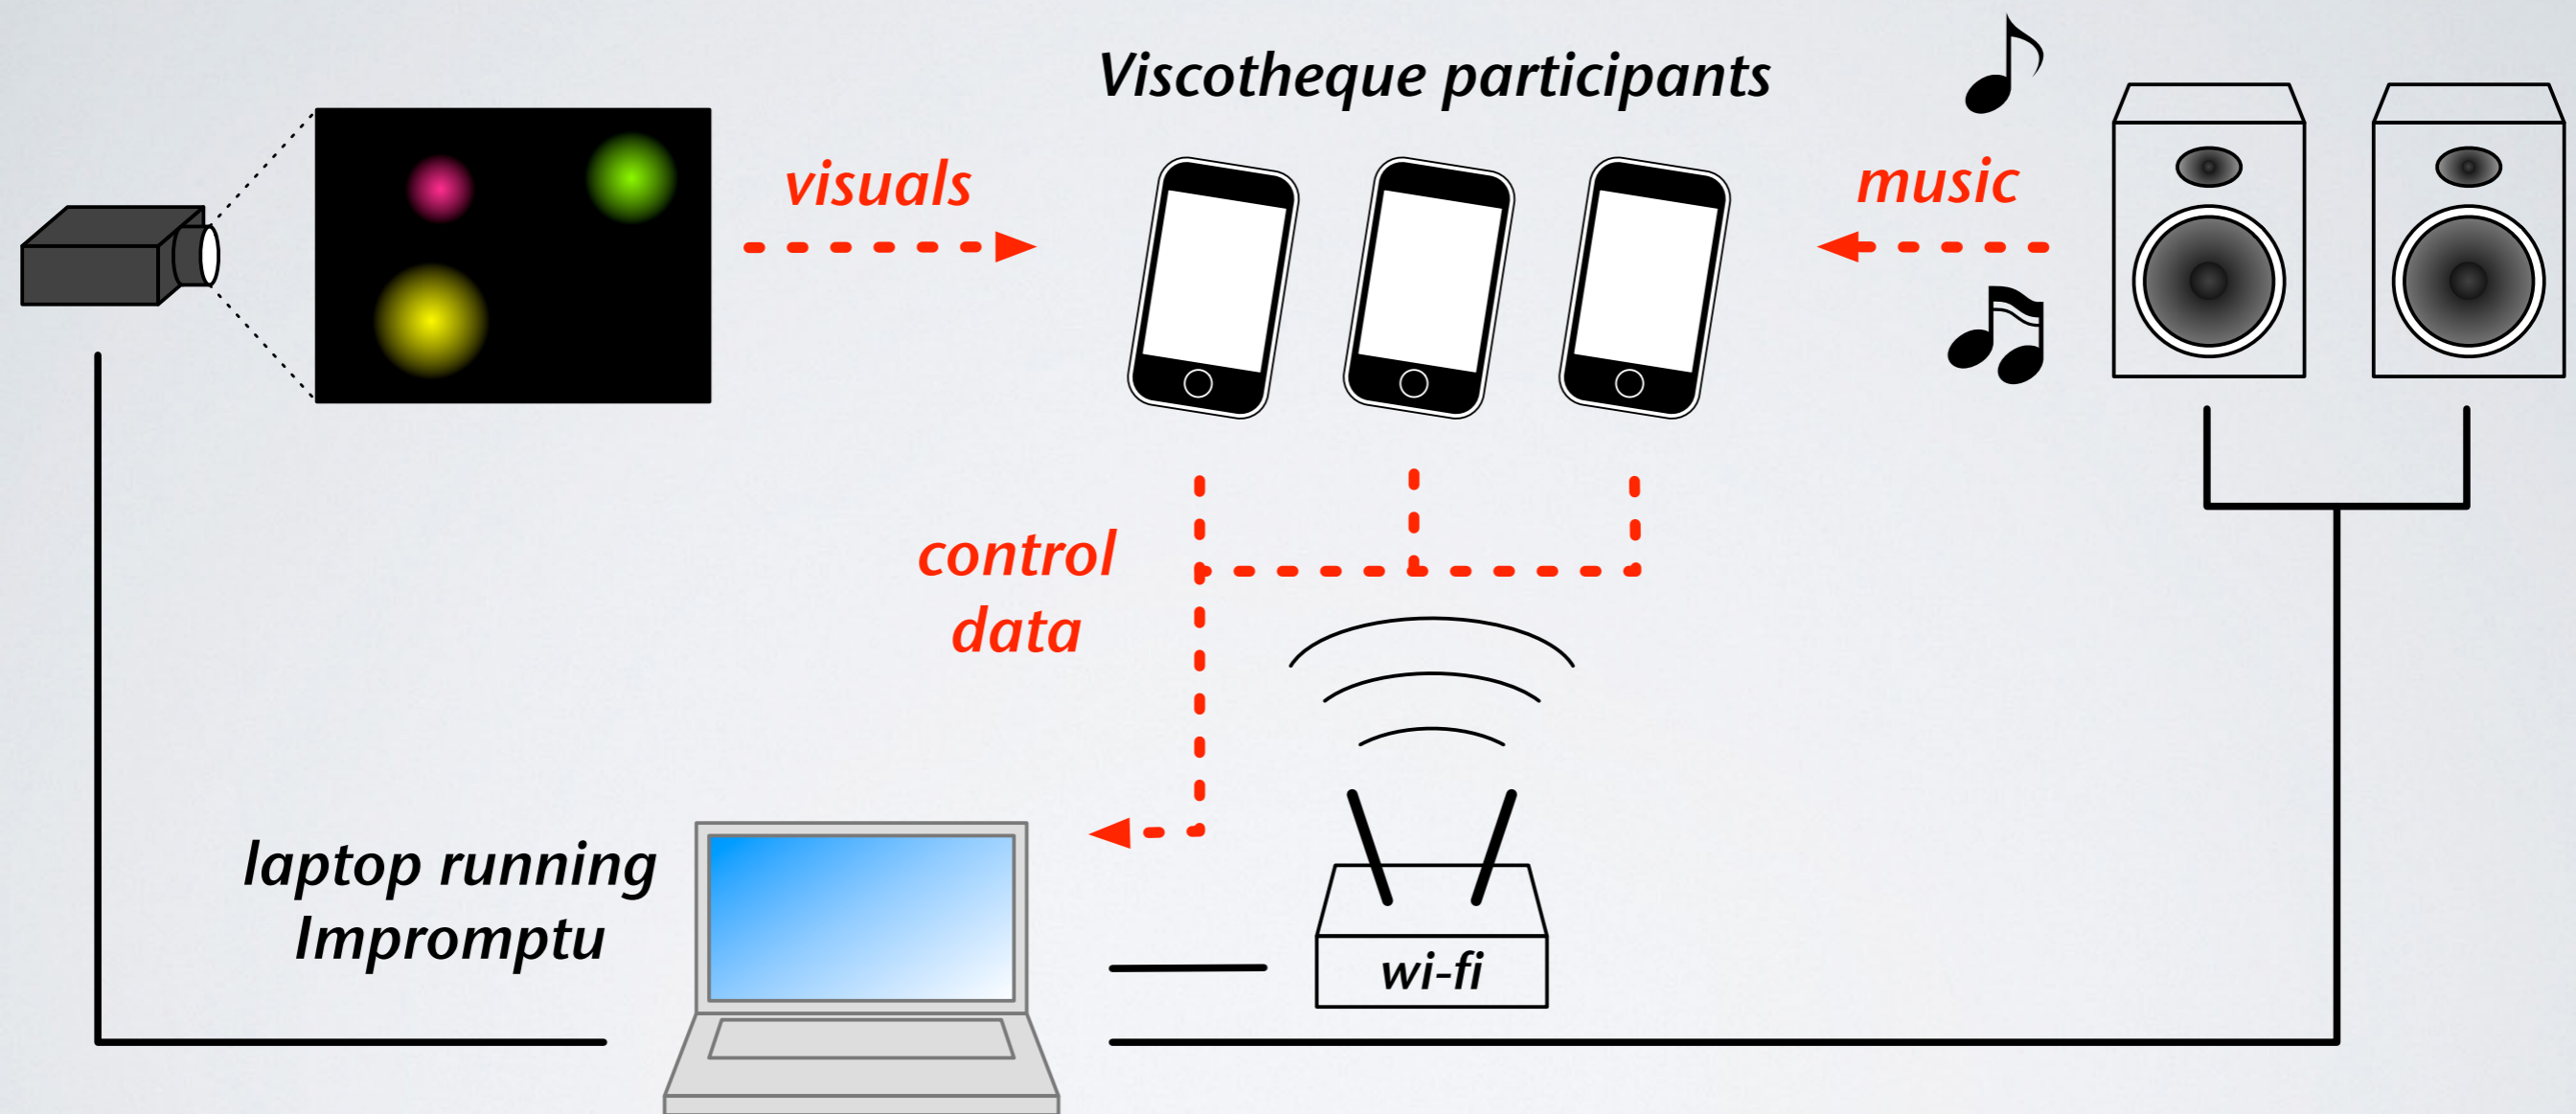 Viscotheque participants
visuals
music
control
data
laptop running
Impromptu
wi-fi